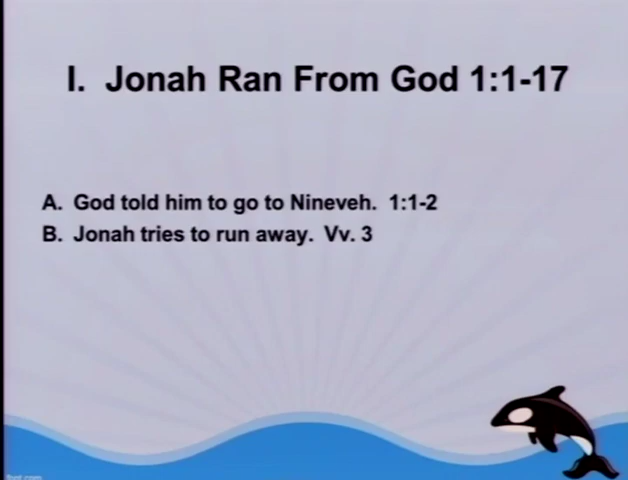 I. Jonah Ran From God 1:1-17
A. God told him to go to Nineveh. 1:1-2
B. Jonah tries to run away. Vv. 3